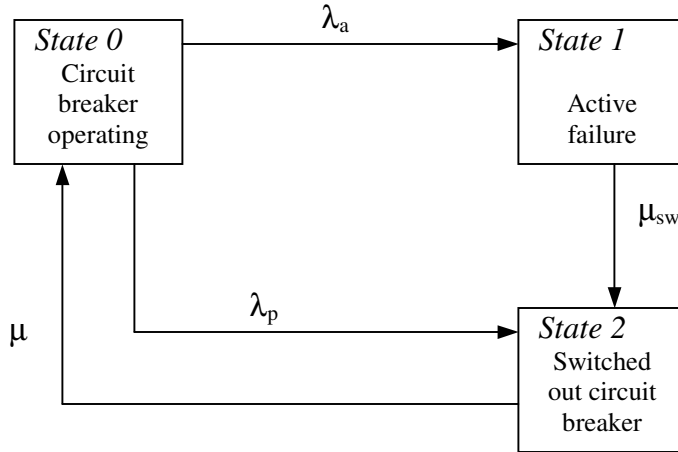 State 0
Circuit
breaker
operating
λa
State 1
Active
failure
μsw
λp
μ
State 2
Switched
out circuit
breaker